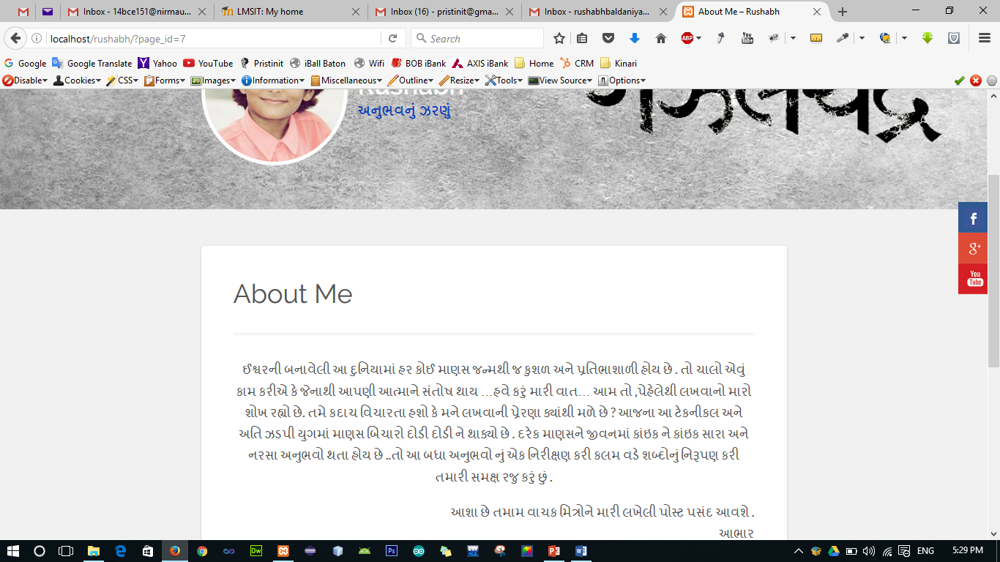 Inbox - 14bce151@nirmau... LMSIT: My home Inbox (16) - pristinit@gma... Inbox - rushabhbaldaniya... About Me – Rushabh
localhost/rushabh/?page_id=7 Search ABP You Tube
Google Google Translate Yahoo YouTube Pristinit iBall Baton Wifi BOB iBank AXIS iBank Home CRM Kinari
Disable Cookies CSS Forms Images Information Miscellaneous Outline Resize Tools View Source Options
અનુભવનું ઝરણું
f
g+
You Tube
About Me
ઈશ્વરની બનાવેલી આ દુનિયામાં હર કોઈ માણસ જન્મથી જ કુશળ અને પ્રતિભાશાળી હોય છે . તો ચાલો એવું
કામ કરીએ કે જેનાથી આપણી આત્માને સંતોષ થાય …હવે કરું મારી વાત… આમ તો ,પેહેલેથી લખવાનો મારો
શોખ રહ્યો છે. તમે કદાચ વિચારતા હશો કે મને લખવાની પ્રેરણા ક્યાંથી મળે છે ? આજના આ ટેકનીકલ અને
અતિ ઝડપી યુગમાં માણસ બિચારો દોડી દોડી ને થાક્યો છે . દરેક માણસને જીવનમાં કાંઇક ને કાંઇક સારા અને
નરસા અનુભવો થતા હોય છે ..તો આ બધા અનુભવો નું એક નિરીક્ષણ કરી કલમ વડે શબ્દોનું નિરૂપણ કરી
તમારી સમક્ષ રજુ કરું છું .
આશા છે તમામ વાચક મિત્રોને મારી લખેલી પોસ્ટ પસંદ આવશે .
આભાર
Dw Ps ENG 5:29 PM